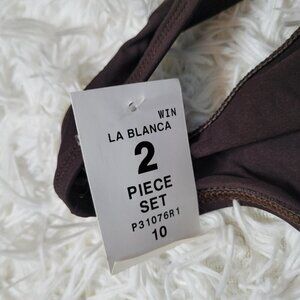 WIN
LA BLANCA
2
PIECE
SET
P31076R1
10